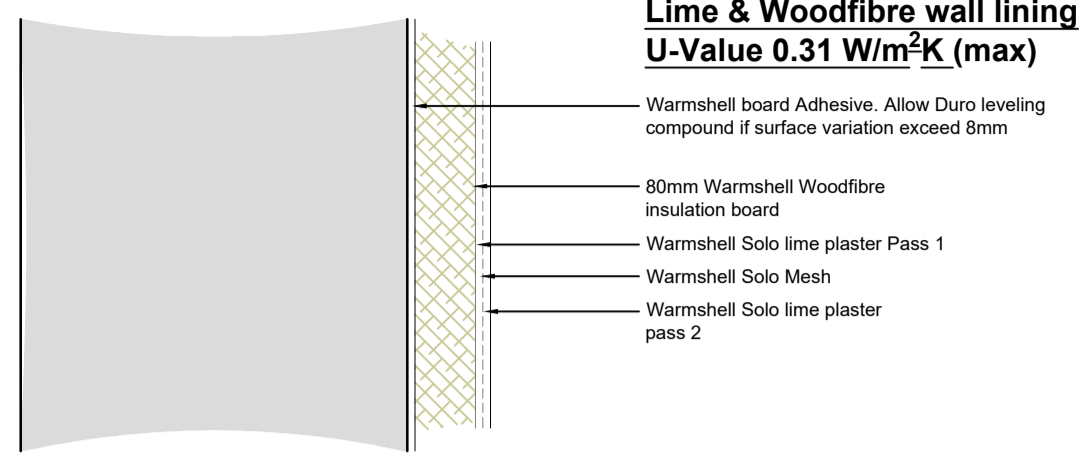 Lime & Woodfibre wall lining
U-Value 0.31 W/m²K (max)
Warmshell board Adhesive. Allow Duro leveling
compound if surface variation exceed 8mm
80mm Warmshell Woodfibre
insulation board
Warmshell Solo lime plaster Pass 1
Warmshell Solo Mesh
Warmshell Solo lime plaster
pass 2